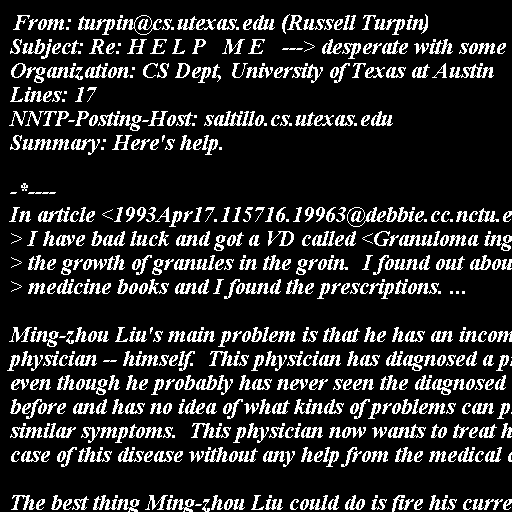 From: turpin@cs.utexas.edu (Russell Turpin)
Subject: Re: H E L P   M E   ---> desperate with some
Organization: CS Dept, University of Texas at Austin
Lines: 17
NNTP-Posting-Host: saltillo.cs.utexas.edu
Summary: Here's help.

-*----
In article <1993Apr17.115716.19963@debbie.cc.nctu.e
> I have bad luck and got a VD called <Granuloma ing
> the growth of granules in the groin.  I found out abou
> medicine books and I found the prescriptions. ...

Ming-zhou Liu's main problem is that he has an incom
physician -- himself.  This physician has diagnosed a p
even though he probably has never seen the diagnosed
before and has no idea of what kinds of problems can p
similar symptoms.  This physician now wants to treat h
case of this disease without any help from the medical
The best thing Ming-zhou Liu could do is fire his curre